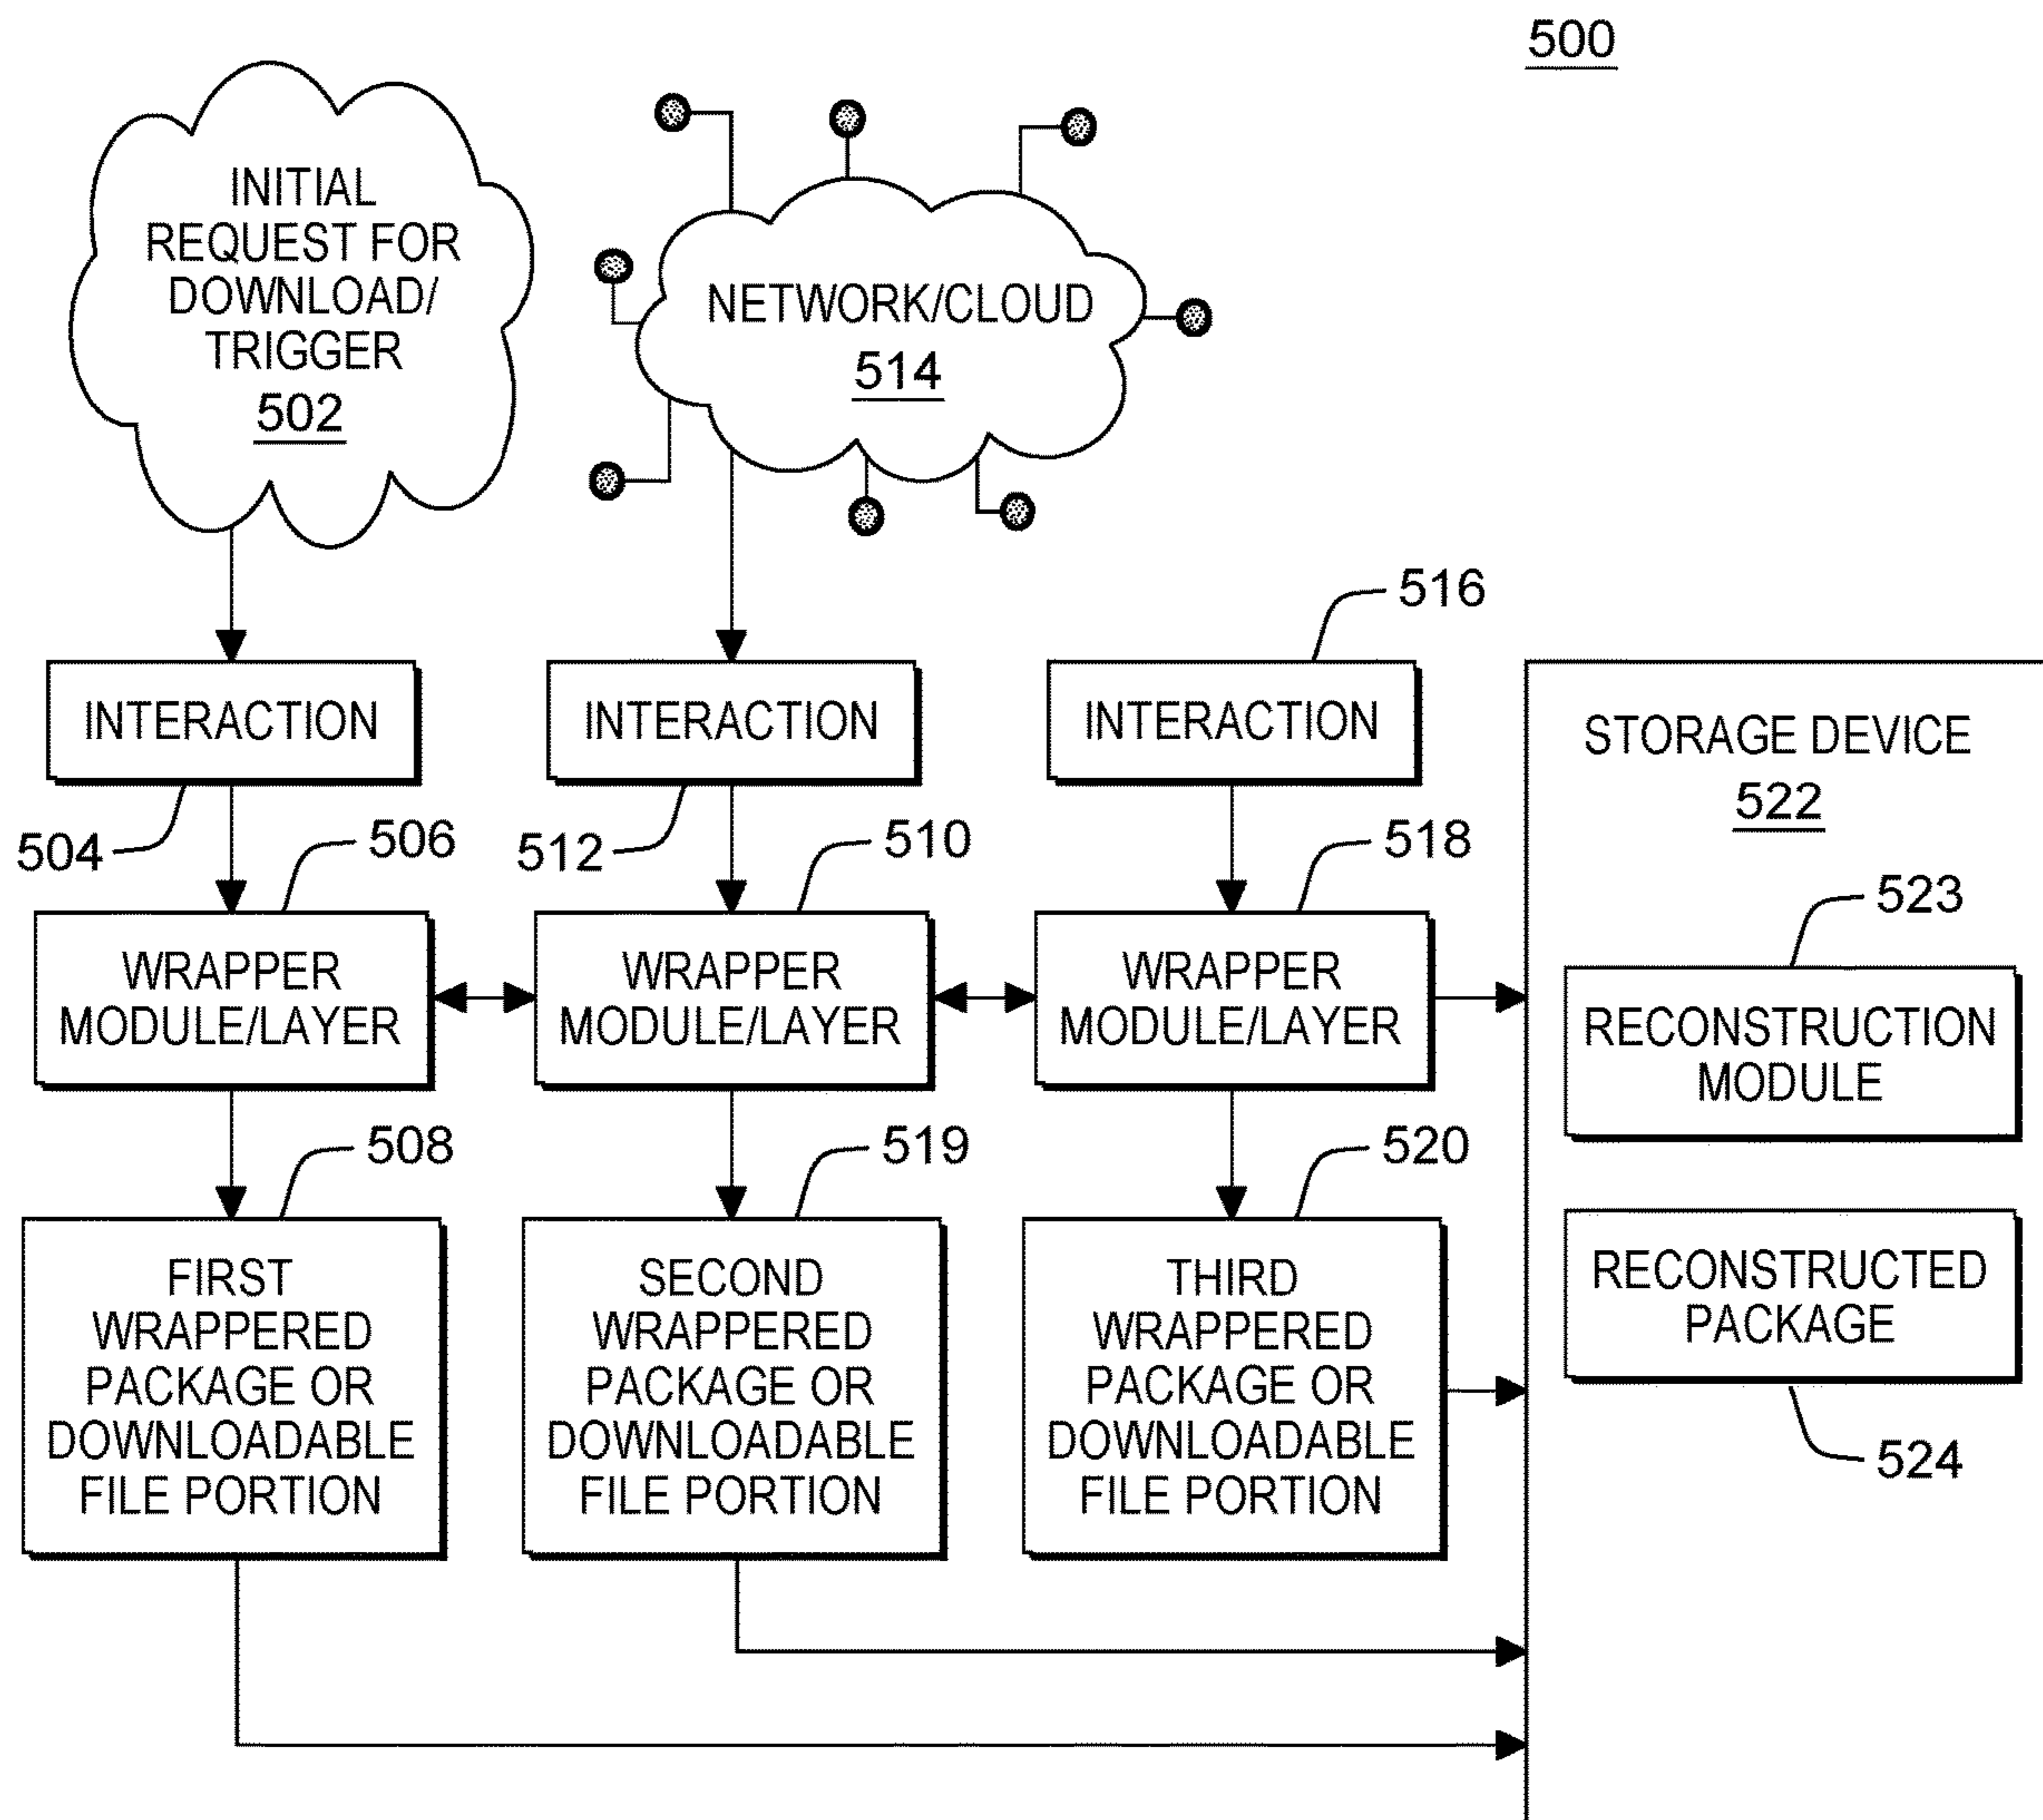 500
INITIAL
REQUEST FOR
DOWNLOAD/
TRIGGER
502
NETWORK/CLOUD
514
516
INTERACTION
INTERACTION
INTERACTION
504
512
506
510
518
WRAPPER
MODULE/LAYER
WRAPPER
MODULE/LAYER
WRAPPER
MODULE/LAYER
508
519
520
FIRST
WRAPPERED
PACKAGE OR
DOWNLOADABLE
FILE PORTION
SECOND
WRAPPERED
PACKAGE OR
DOWNLOADABLE
FILE PORTION
THIRD
WRAPPERED
PACKAGE OR
DOWNLOADABLE
FILE PORTION
STORAGE DEVICE
522
523
RECONSTRUCTION
MODULE
RECONSTRUCTED
PACKAGE
524